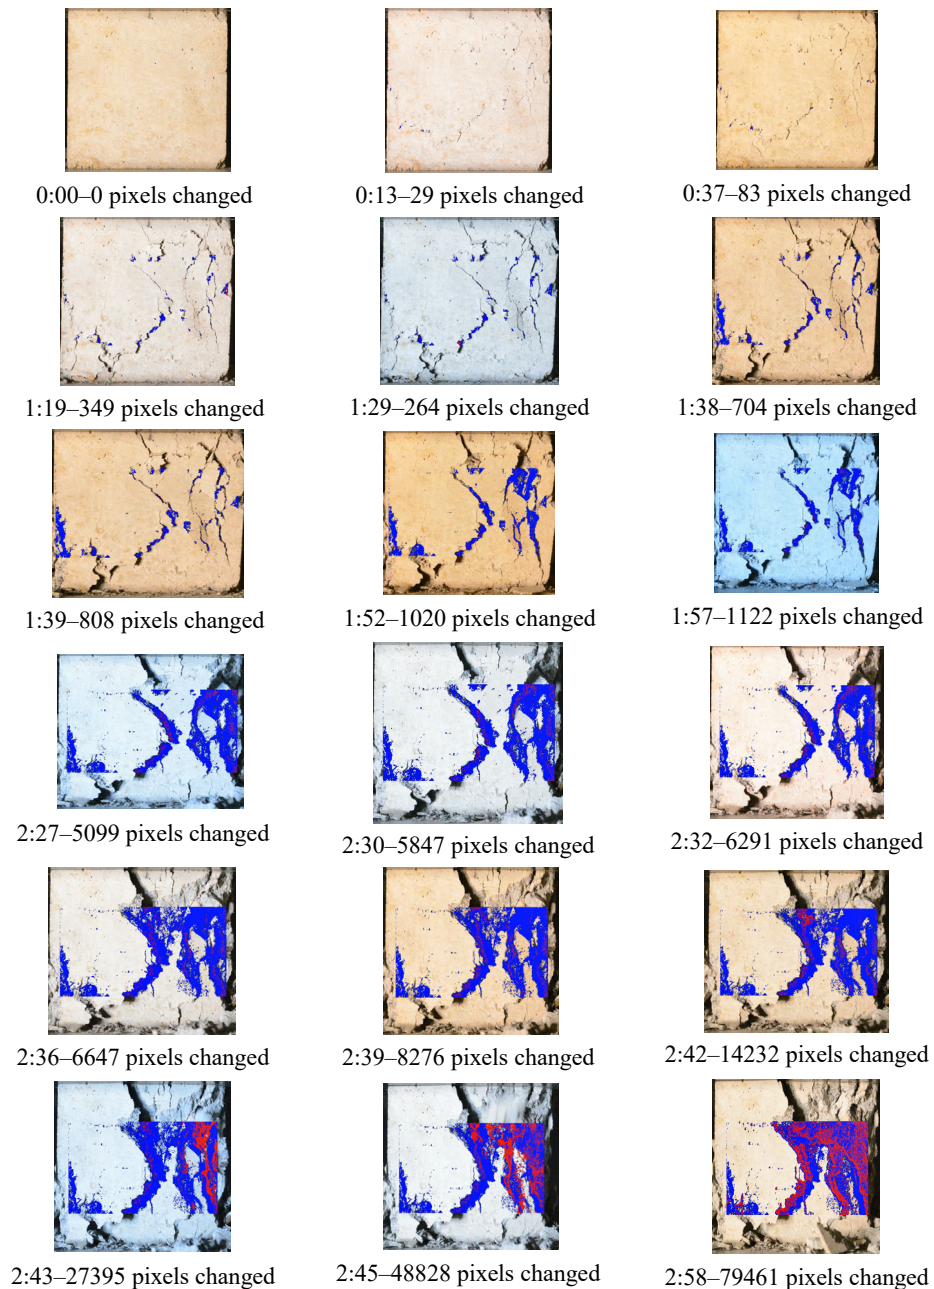 0:00–0 pixels changed
0:13–29 pixels changed
0:37–83 pixels changed
1:19–349 pixels changed
1:29–264 pixels changed
1:38–704 pixels changed
1:39–808 pixels changed
1:52–1020 pixels changed
1:57–1122 pixels changed
2:27–5099 pixels changed
2:30–5847 pixels changed
2:32–6291 pixels changed
2:36–6647 pixels changed
2:39–8276 pixels changed
2:42–14232 pixels changed
2:43–27395 pixels changed
2:45–48828 pixels changed
2:58–79461 pixels changed